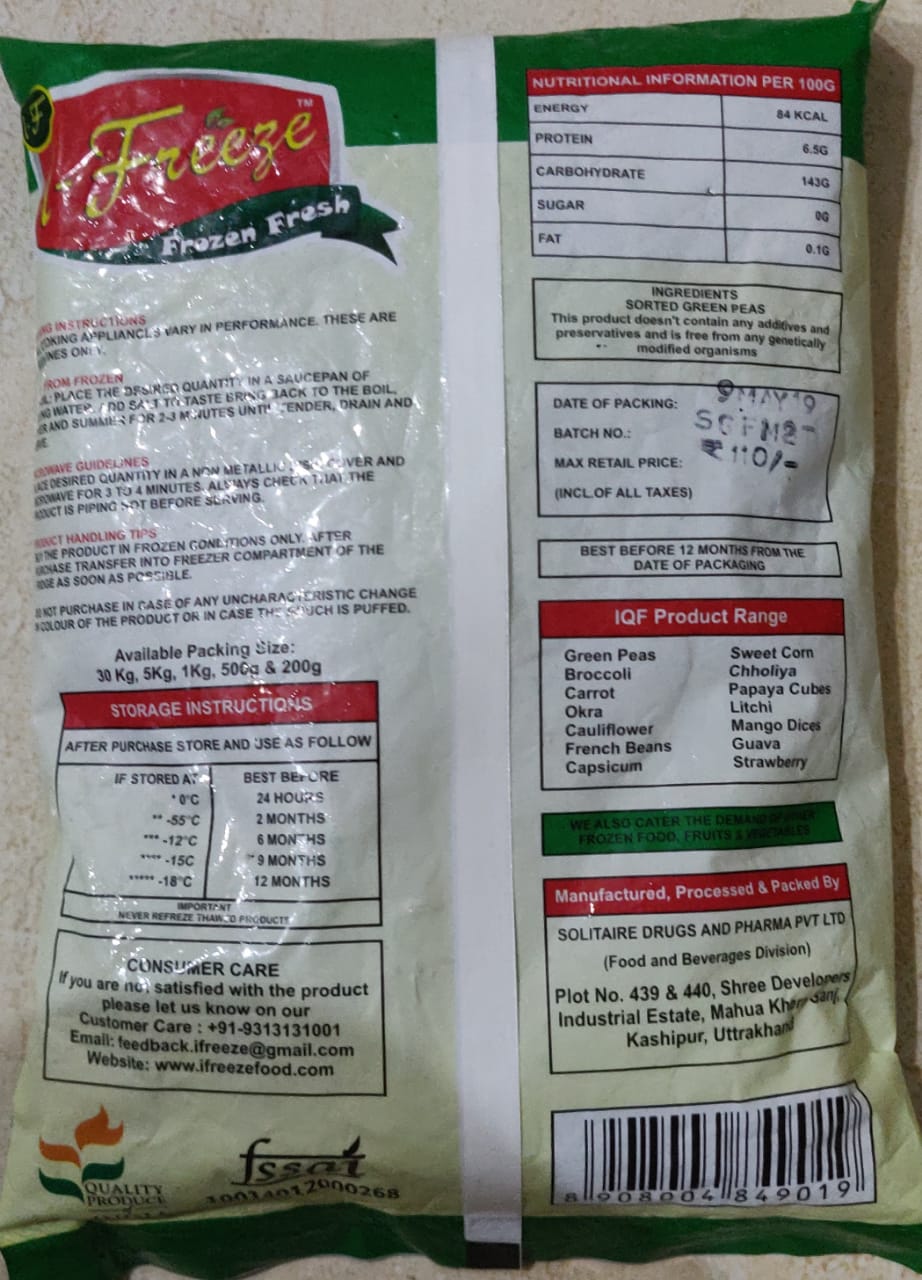 Freeze
TM
Frozen Fresh
INSTRUCTIONS
APPLIANCES VARY IN PERFORMANCE. THESE ARE
ONLY.
FROM FROZEN
PLACE THE DESIRED QUANTITY IN A SAUCEPAN OF
WATER. ADD SALT TO TASTE BRING BACK TO THE BOIL,
AND SUMMER FOR 2-3 MINUTES UNTIL TENDER, DRAIN AND
GUIDELINES
DESIRED QUANTITY IN A NON METALLIC DISH COVER AND
FOR 3 TO 4 MINUTES. ALWAYS CHECK THAT THE
IS PIPING HOT BEFORE SERVING.
HANDLING TIPS
THE PRODUCT IN FROZEN CONDITIONS ONLY. AFTER
TRANSFER INTO FREEZER COMPARTMENT OF THE
AS SOON AS POSSIBLE.
NOT PURCHASE IN CASE OF ANY UNCHARACTERISTIC CHANGE
COLOUR OF THE PRODUCT OR IN CASE THE POUCH IS PUFFED.
Available Packing Size:
30 Kg, 5Kg, 1Kg, 500g & 200g
STORAGE INSTRUCTIONS
AFTER PURCHASE STORE AND USE AS FOLLOW
IF STORED AT BEST BEFORE
* 0°C 24 HOURS
** -55°C 2 MONTHS
*** -12°C 6 MONTHS
**** -15C 9 MONTHS
***** -18°C 12 MONTHS
IMPORTANT
NEVER REFREZE THAWED PRODUCTS
CONSUMER CARE
If you are not satisfied with the product
please let us know on our
Customer Care : +91-9313131001
Email: feedback.ifreeze@gmail.com
Website: www.ifreezefood.com
QUALITY
PRODUCE
fssai
10014012000268
NUTRITIONAL INFORMATION PER 100G
ENERGY 84 KCAL
PROTEIN 6.5G
CARBOHYDRATE 143G
SUGAR 0G
FAT 0.1G
INGREDIENTS
SORTED GREEN PEAS
This product doesn't contain any additives and
preservatives and is free from any genetically
modified organisms
DATE OF PACKING: 9 MAY 19
BATCH NO.:
MAX RETAIL PRICE: ₹110/-
(INCL.OF ALL TAXES)
BEST BEFORE 12 MONTHS FROM THE
DATE OF PACKAGING
IQF Product Range
Green Peas Sweet Corn
Broccoli Chholiya
Carrot Papaya Cubes
Okra Litchi
Cauliflower Mango Dices
French Beans Guava
Capsicum Strawberry
WE ALSO CATER THE DEMAND OF OTHER
FROZEN FOOD, FRUITS & VEGETABLES
Manufactured, Processed & Packed By
SOLITAIRE DRUGS AND PHARMA PVT LTD
(Food and Beverages Division)
Plot No. 439 & 440, Shree Developers
Industrial Estate, Mahua Khera Ganj,
Kashipur, Uttrakhand
8 908004 849019